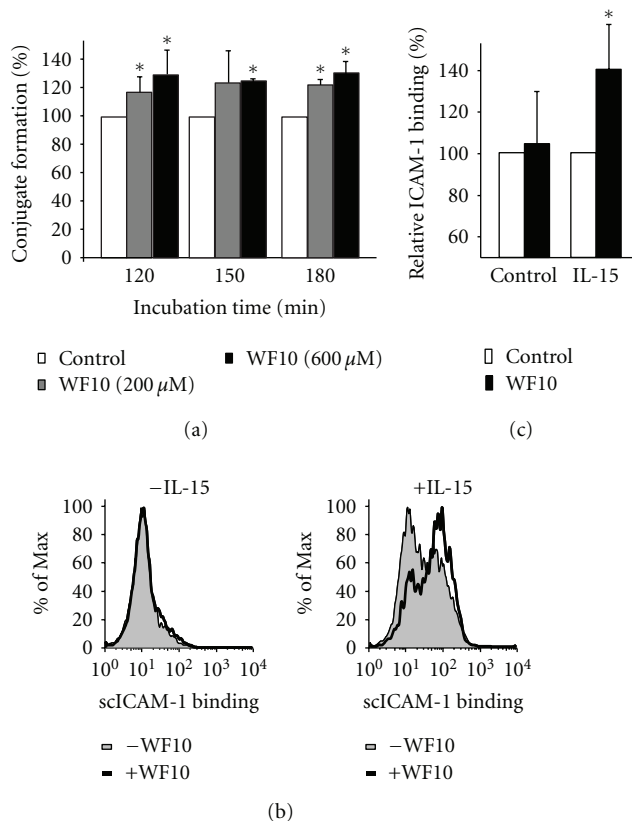 Conjugate formation (%)
140
120
100
80
60
40
20
0
* * * * *
120 150 180
Incubation time (min)
Control
WF10 (200 μM)
WF10 (600 μM)
(a)
Relative ICAM-1 binding (%)
140
120
100
80
60
*
Control IL-15
Control
WF10
(c)
−IL-15
% of Max
100
80
60
40
20
0
10⁰ 10¹ 10² 10³ 10⁴
scICAM-1 binding
−WF10
+WF10
+IL-15
% of Max
100
80
60
40
20
0
10⁰ 10¹ 10² 10³ 10⁴
scICAM-1 binding
−WF10
+WF10
(b)